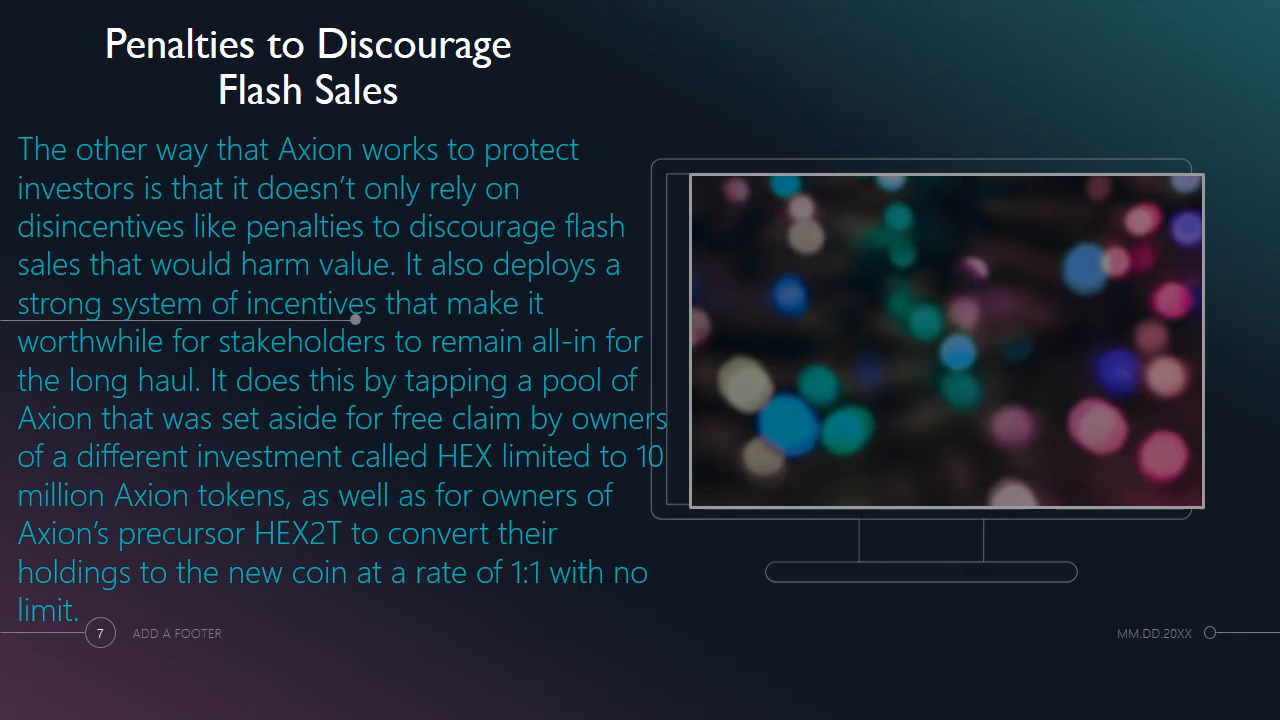 Penalties to Discourage
Flash Sales
The other way that Axion works to protect
investors is that it doesn’t only rely on
disincentives like penalties to discourage flash
sales that would harm value. It also deploys a
strong system of incentives that make it
worthwhile for stakeholders to remain all-in for
the long haul. It does this by tapping a pool of
Axion that was set aside for free claim by owners
of a different investment called HEX limited to 10
million Axion tokens, as well as for owners of
Axion’s precursor HEX2T to convert their
holdings to the new coin at a rate of 1:1 with no
limit.
7 ADD A FOOTER
MM.DD.20XX